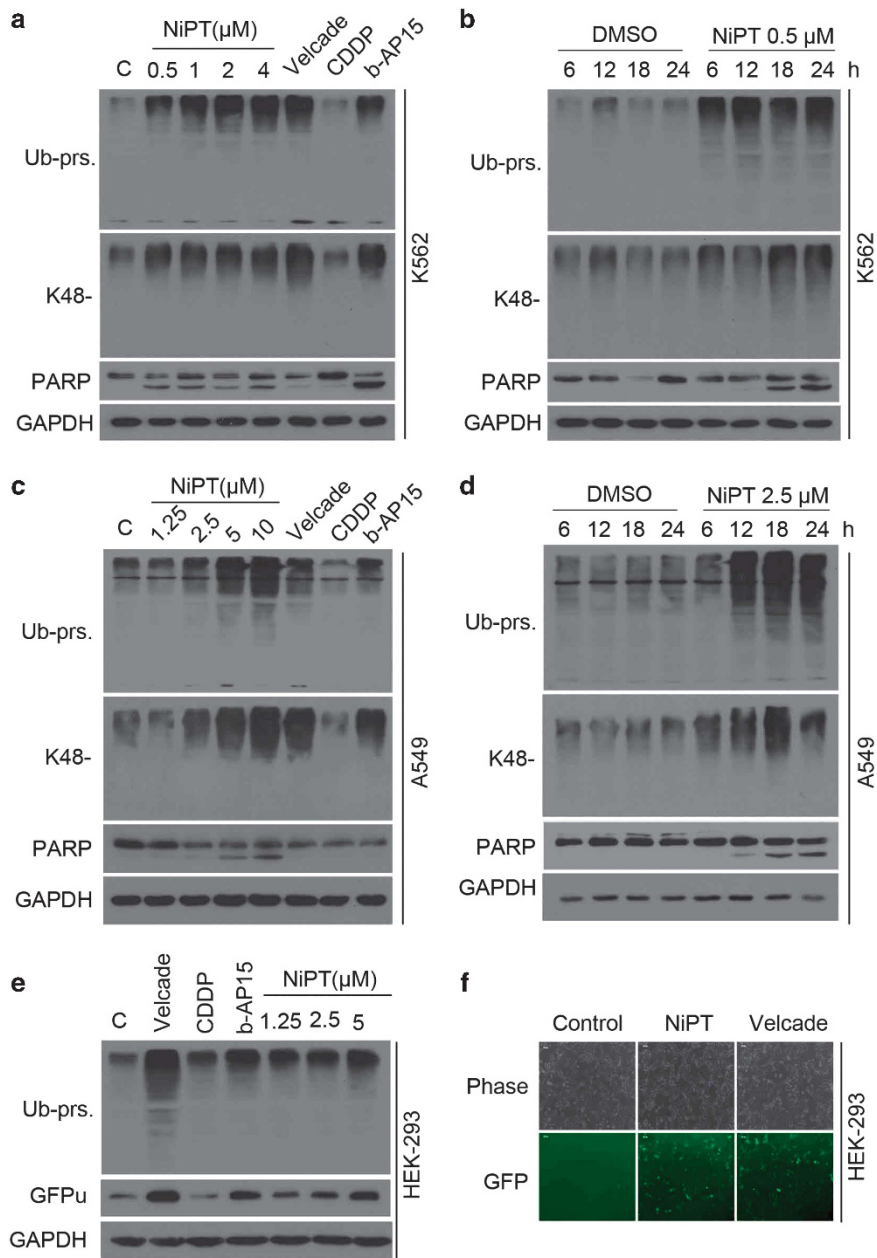 a
NiPT(µM)
C 0.5 1 2 4 Velcade CDDP b-AP15
Ub-prs.
K48-
PARP
GAPDH
K562
b
DMSO NiPT 0.5 µM
6 12 18 24 6 12 18 24 h
Ub-prs.
K48-
PARP
GAPDH
K562
c
NiPT(µM)
C 1.25 2.5 5 10 Velcade CDDP b-AP15
Ub-prs.
K48-
PARP
GAPDH
A549
d
DMSO NiPT 2.5 µM
6 12 18 24 6 12 18 24 h
Ub-prs.
K48-
PARP
GAPDH
A549
e
NiPT(µM)
C Velcade CDDP b-AP15 1.25 2.5 5
Ub-prs.
GFPu
GAPDH
HEK-293
f
Control NiPT Velcade
Phase
GFP
HEK-293